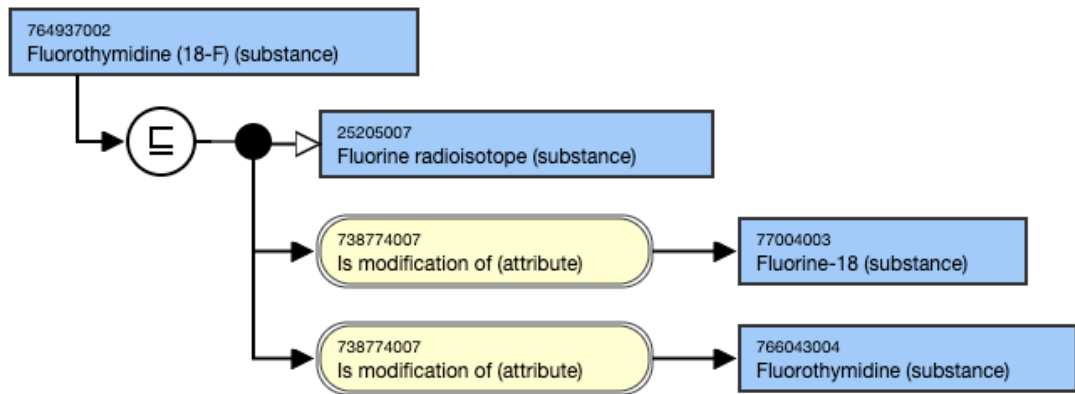 764937002
Fluorothymidine (18-F) (substance)
⊑
25205007
Fluorine radioisotope (substance)
738774007
Is modification of (attribute)
77004003
Fluorine-18 (substance)
738774007
Is modification of (attribute)
766043004
Fluorothymidine (substance)